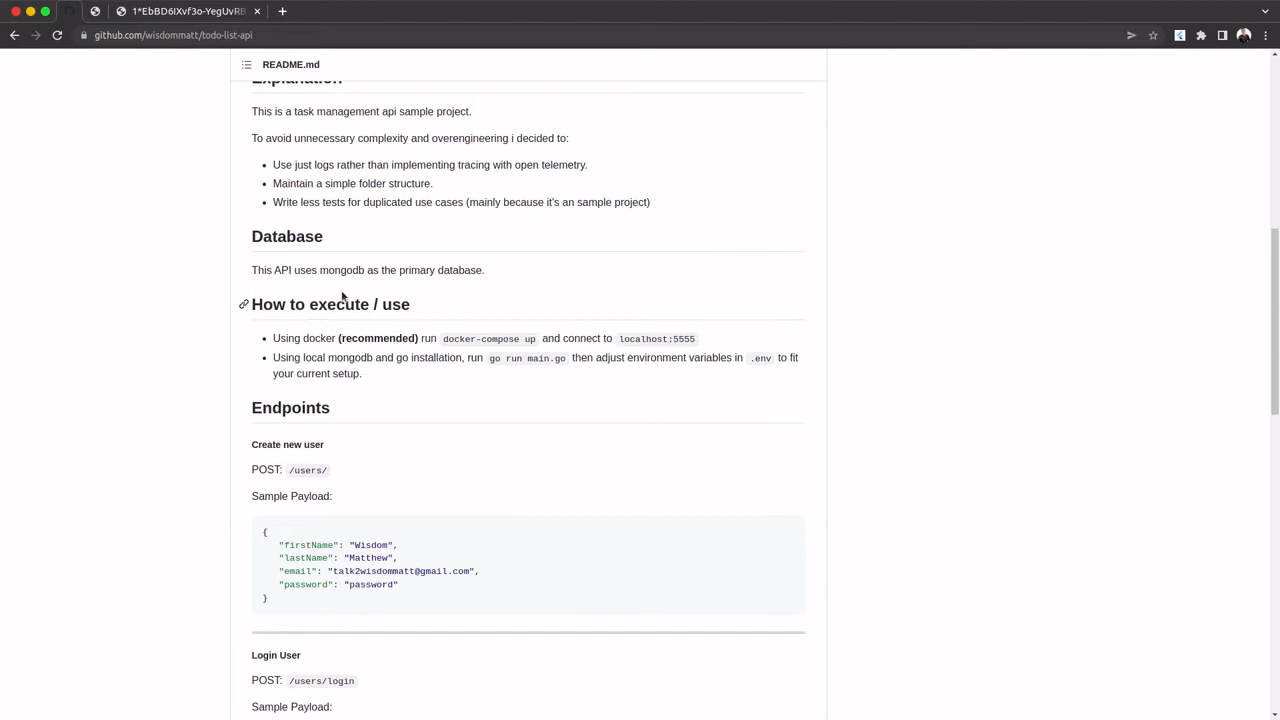 1*EbBD6IXvf3o-YegUvRB
github.com/wisdommatt/todo-list-api
README.md
Explanation
This is a task management api sample project.
To avoid unnecessary complexity and overengineering i decided to:
Use just logs rather than implementing tracing with open telemetry.
Maintain a simple folder structure.
Write less tests for duplicated use cases (mainly because it's an sample project)
Database
This API uses mongodb as the primary database.
How to execute / use
Using docker (recommended) run docker-compose up and connect to localhost:5555
Using local mongodb and go installation, run go run main.go then adjust environment variables in .env to fit
your current setup.
Endpoints
Create new user
POST: /users/
Sample Payload:
{
"firstName": "Wisdom",
"lastName": "Matthew",
"email": "talk2wisdommatt@gmail.com",
"password": "password"
}
Login User
POST: /users/login
Sample Payload: